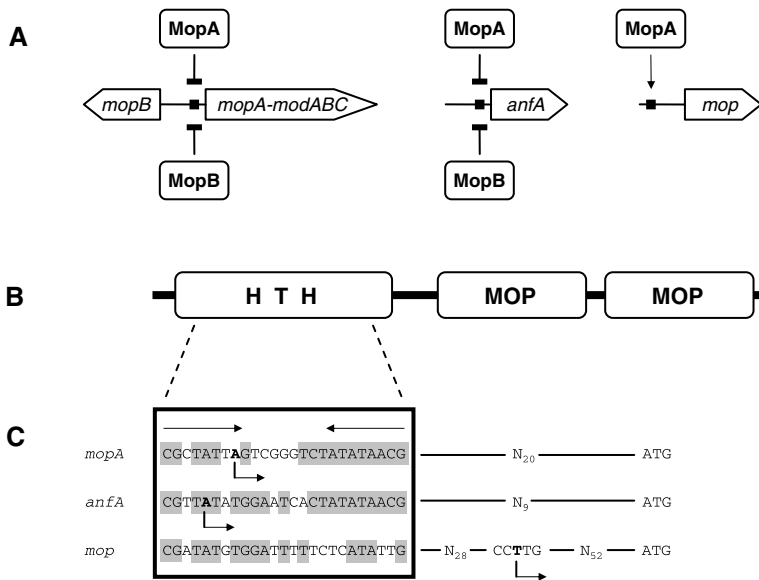 A
MopA
MopA
MopA
mopB
mopA-modABC
anfA
mop
MopB
MopB
B
H T H
MOP
MOP
C
mopA CGCTATTAGTCGGGTCTATATAACG N20 ATG
anfA CGTTATATGGAATCACTATATAACG N9 ATG
mop CGATATGTGGATTTTTCTCATATTG N28 CCTTG N52 ATG